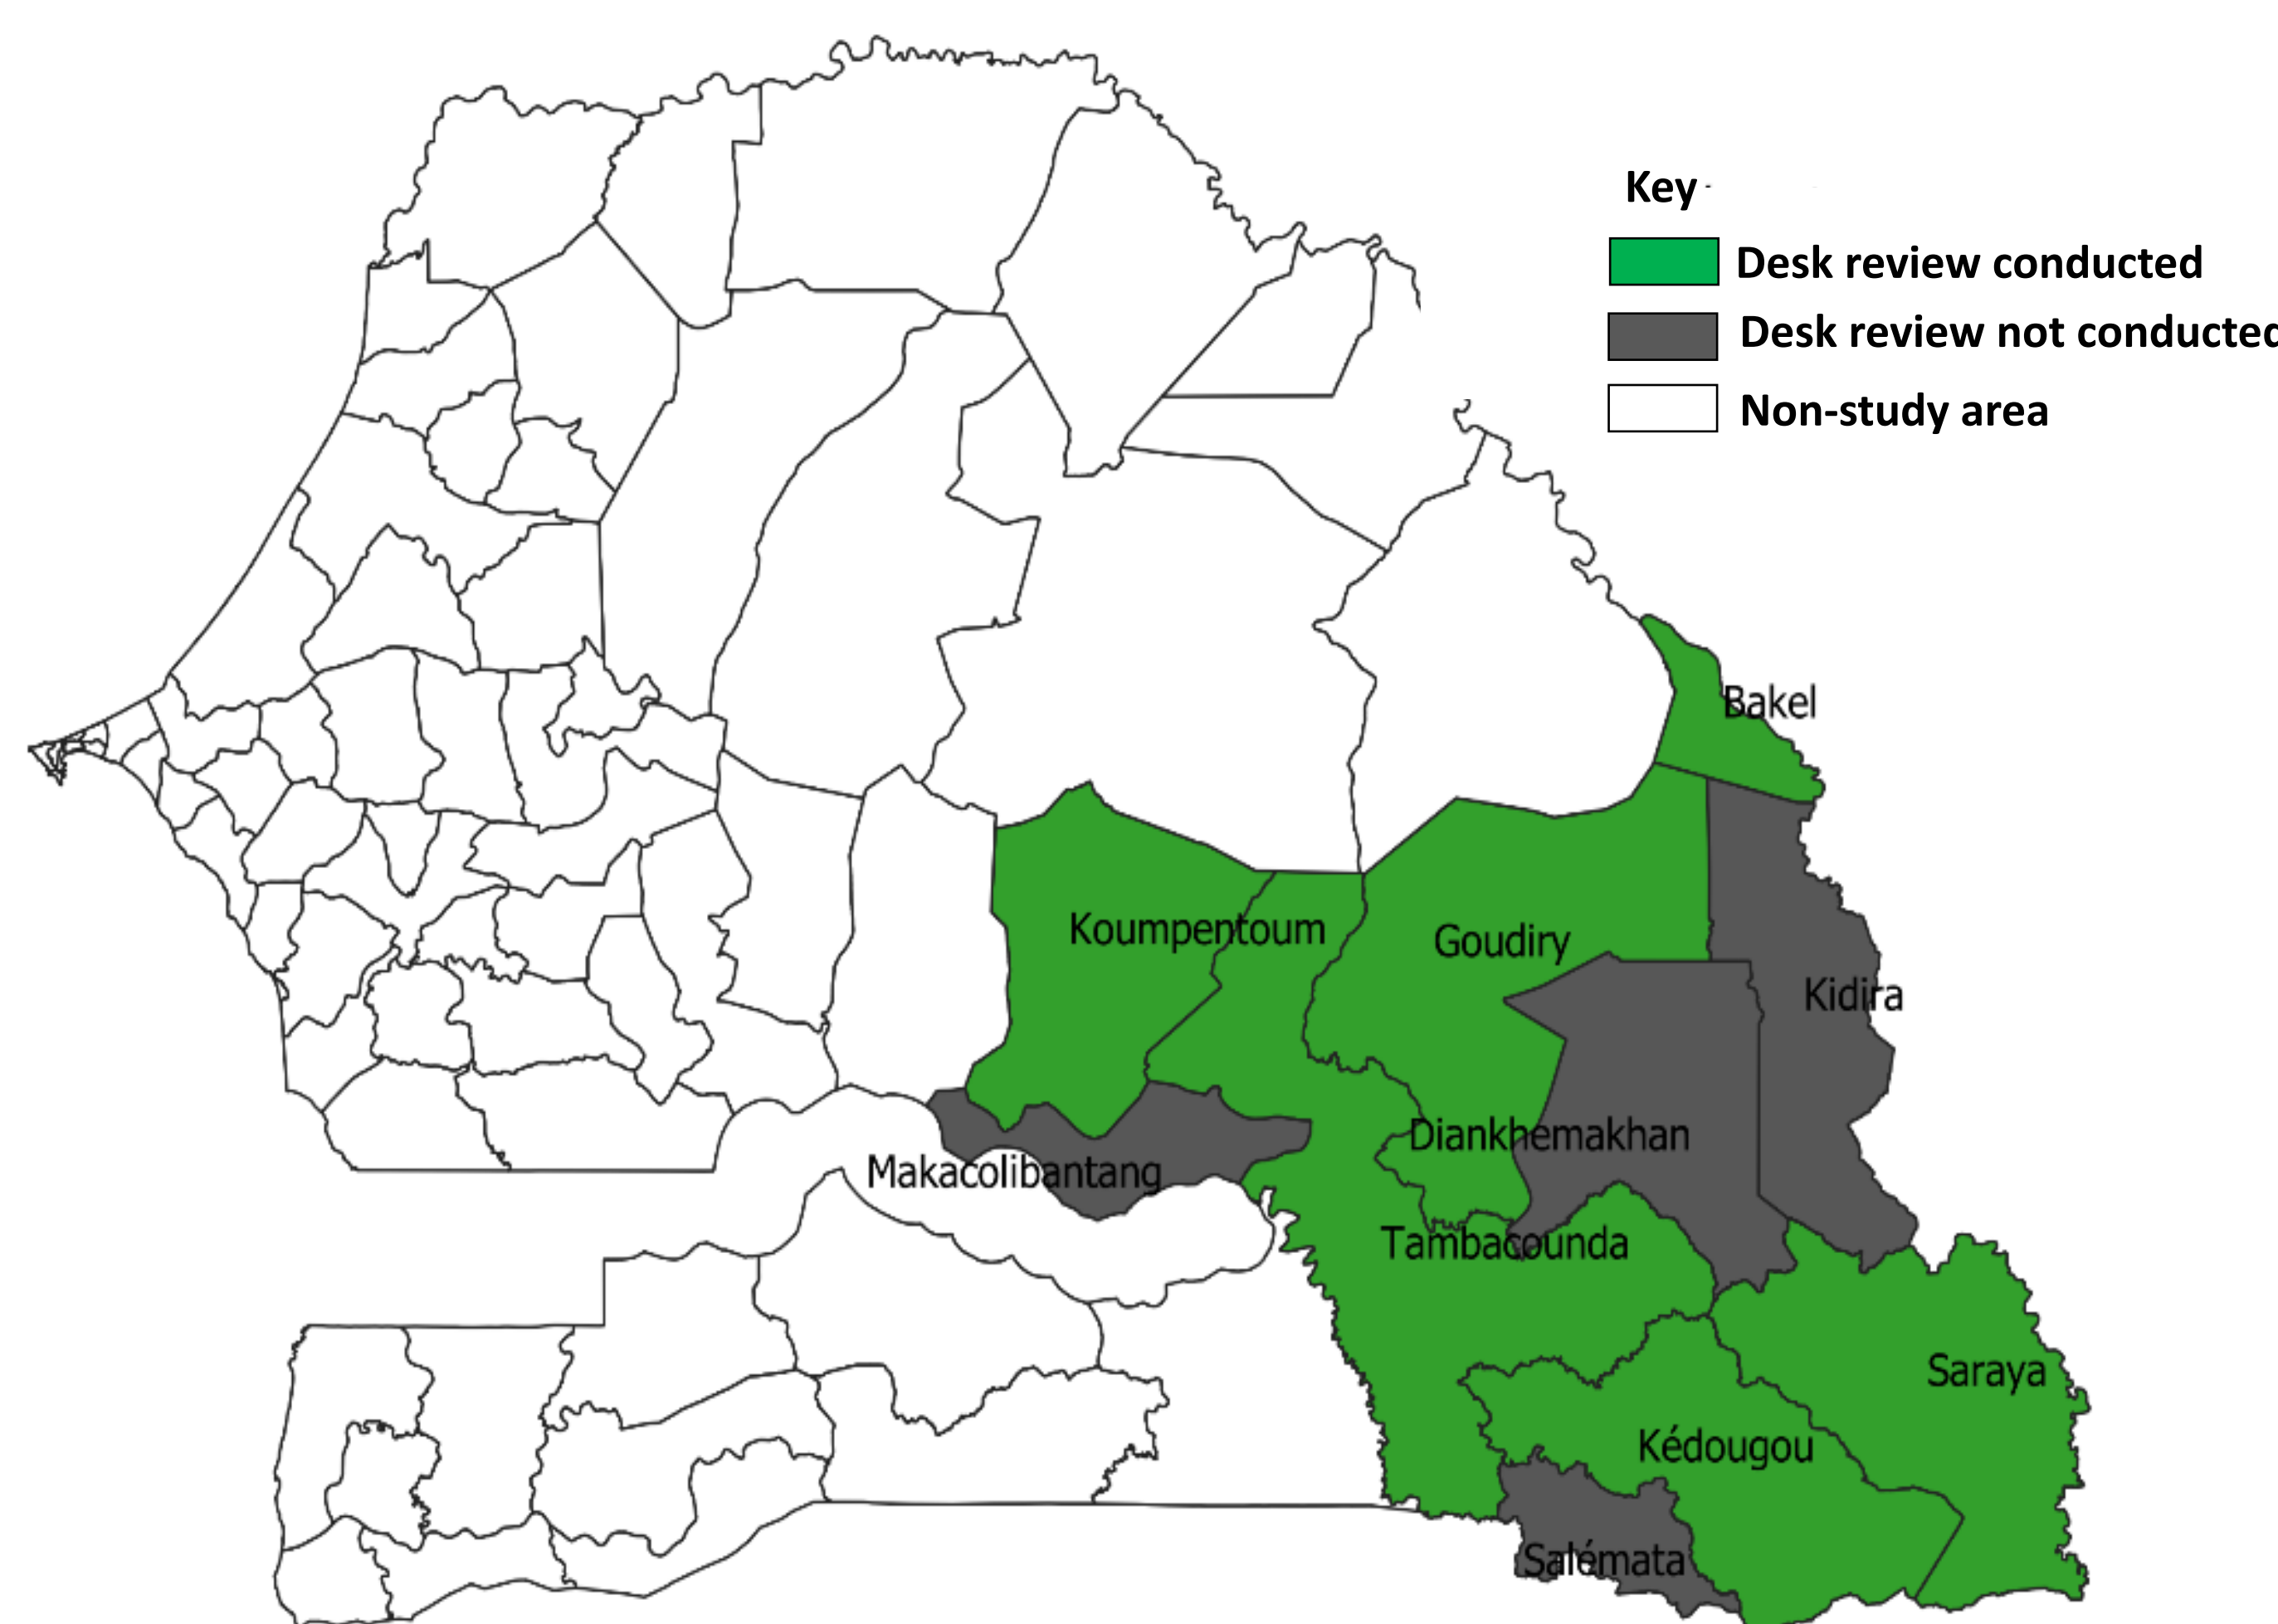 Key
Desk review conducted
Desk review not conducted
Non-study area
Bakel
Koumpentoum
Goudiry
Kidira
Diankhemakhan
Makacolibantang
Tambacounda
Saraya
Kédougou
Salémata